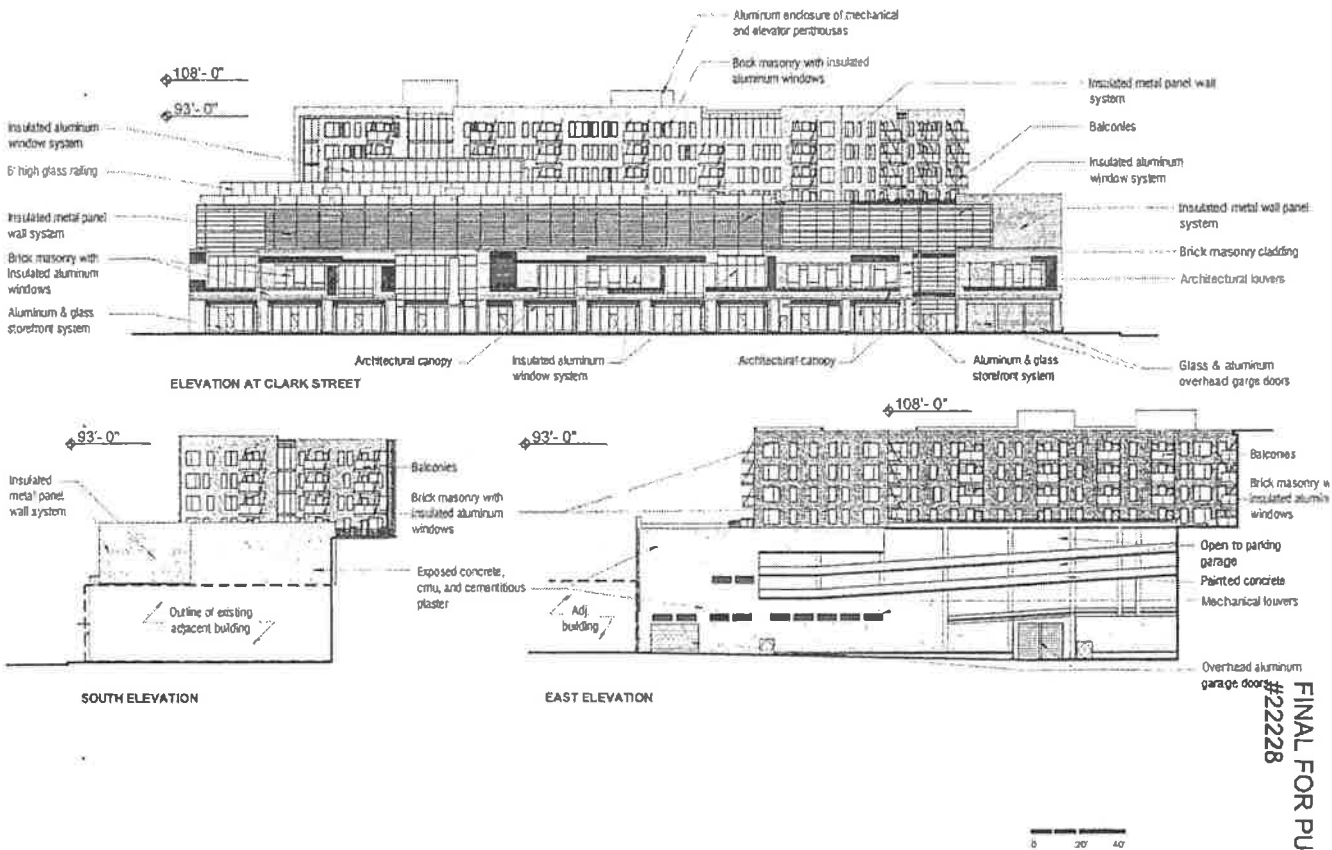 Aluminum enclosure of mechanical
and elevator penthouses
Brick masonry with insulated
aluminum windows
108'- 0"
93'- 0"
Insulated aluminum
window system
6' high glass railing
Insulated metal panel
wall system
Brick masonry with
insulated aluminum
windows
Aluminum & glass
storefront system
Insulated metal panel wall
system
Balconies
Insulated aluminum
window system
Insulated metal wall panel
system
Brick masonry cladding
Architectural louvers
Glass & aluminum
overhead garge doors
Architectural canopy
Insulated aluminum
window system
Architectural canopy
Aluminum & glass
storefront system
ELEVATION AT CLARK STREET
93'- 0"
Insulated
metal panel
wall system
Balconies
Brick masonry with
insulated aluminum
windows
Exposed concrete,
cmu, and cementitious
plaster
Outline of existing
adjacent building
SOUTH ELEVATION
93'- 0"
108'- 0"
Adj.
building
Balconies
Brick masonry w
insulated alumin
windows
Open to parking
garage
Painted concrete
Mechanical louvers
Overhead aluminum
garage doors
EAST ELEVATION
FINAL FOR PU
#22228
0 20' 40'